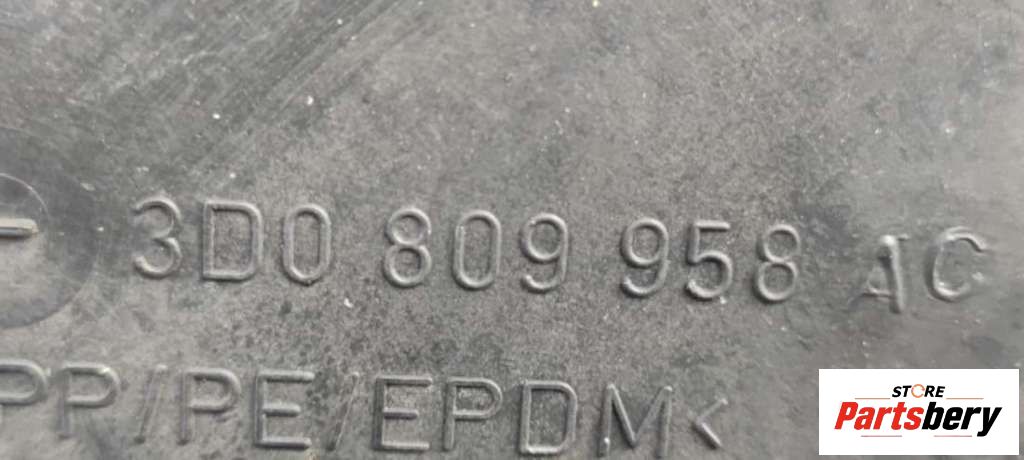 3D0 809 958 AC
PP/PE/EPDM<
STORE
Partsbery